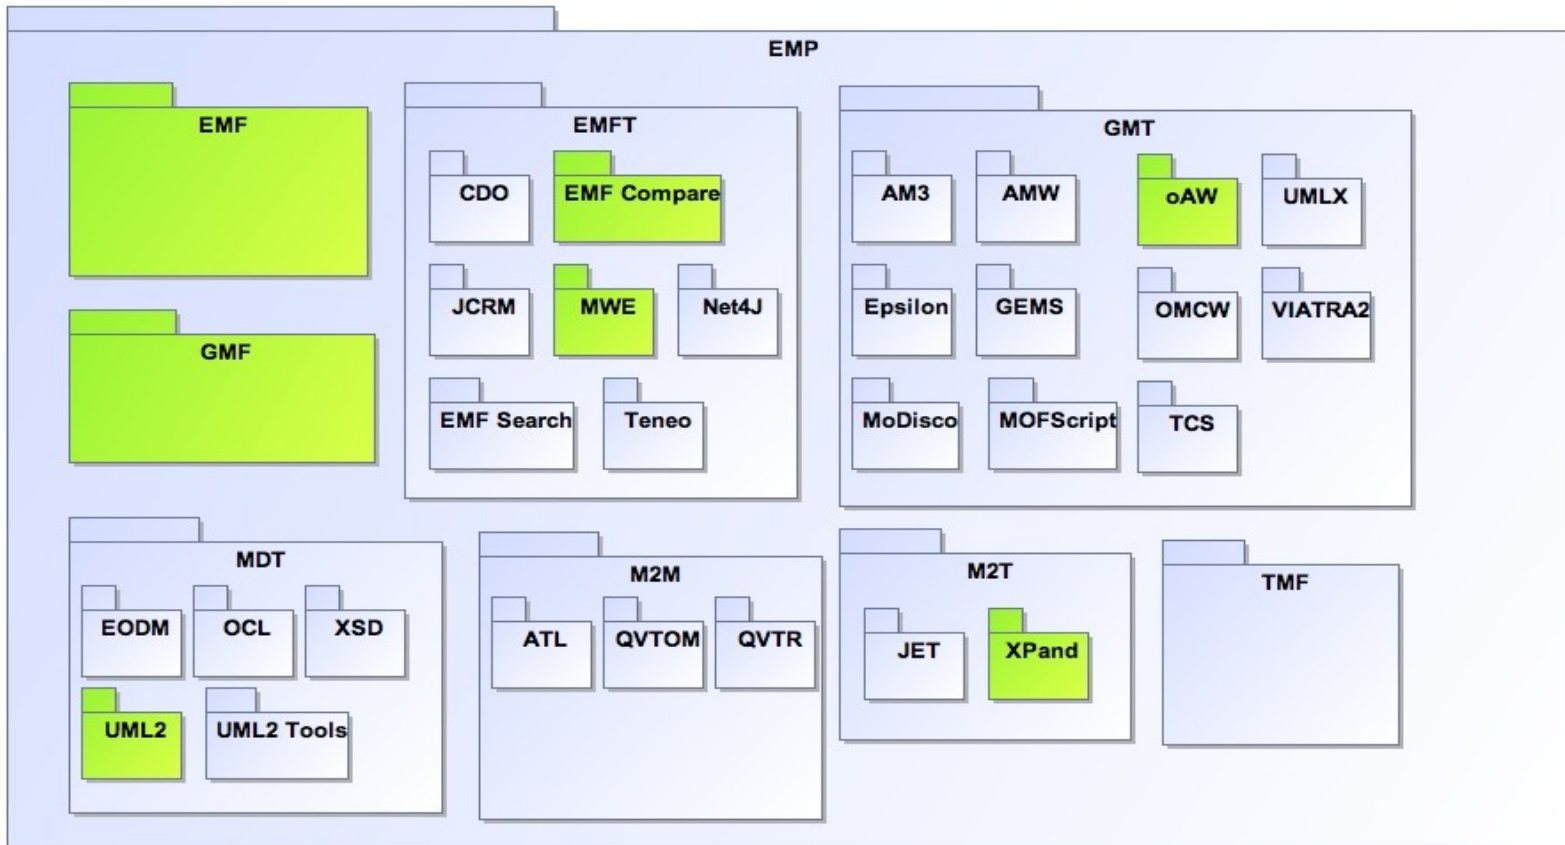 EMP
EMF
GMF
EMFT
CDO
EMF Compare
JCRM
MWE
Net4J
EMF Search
Teneo
GMT
AM3
AMW
oAW
UMLX
Epsilon
GEMS
OMCW
VIATRA2
MoDisco
MOFScript
TCS
MDT
EODM
OCL
XSD
UML2
UML2 Tools
M2M
ATL
QVTOM
QVTR
M2T
JET
XPand
TMF